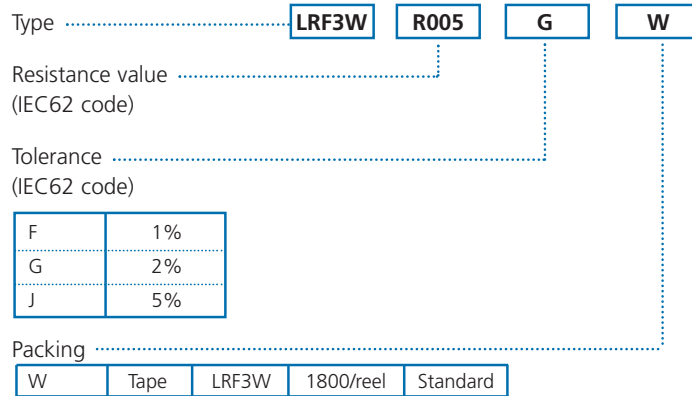 Type LRF3W R005 G W
Resistance value
(IEC62 code)
Tolerance
(IEC62 code)
F 1%
G 2%
J 5%
Packing
W Tape LRF3W 1800/reel Standard